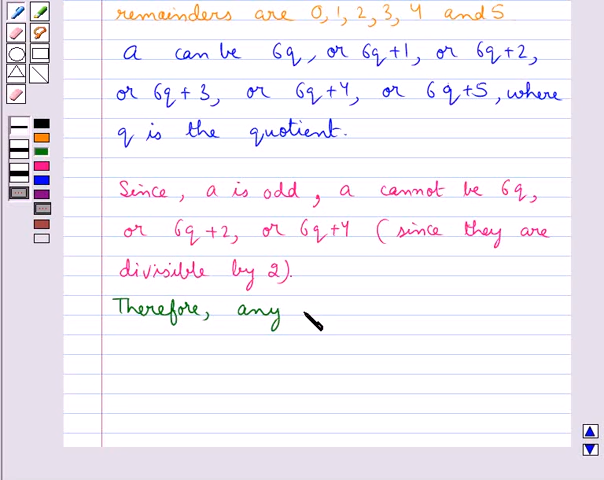 remainders are 0, 1, 2, 3, 4 and 5
a can be 6q, or 6q+1, or 6q+2,
or 6q+3, or 6q+4, or 6q+5, where
q is the quotient.
Since, a is odd, a cannot be 6q,
or 6q+2, or 6q+4 (since they are
divisible by 2).
Therefore, any